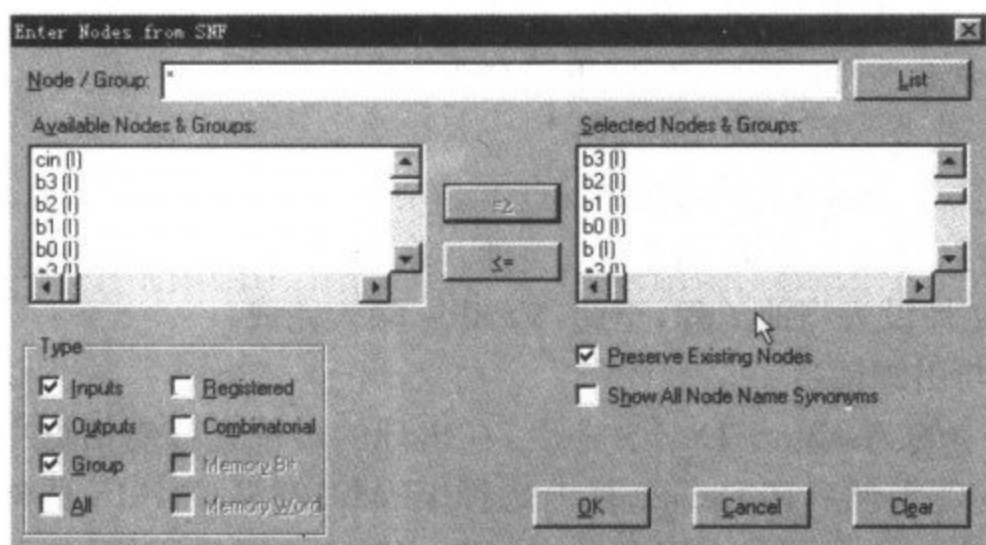 Enter Nodes from SNF
Node / Group: *
List
Available Nodes & Groups:
cin (I)
b3 (I)
b2 (I)
b1 (I)
b0 (I)
a3 (I)
=>
<=
Selected Nodes & Groups:
b3 (I)
b2 (I)
b1 (I)
b0 (I)
b (I)
a3 (I)
Type
Inputs
Registered
Outputs
Combinatorial
Group
Memory Bit
All
Memory Word
Preserve Existing Nodes
Show All Node Name Synonyms
OK
Cancel
Clear